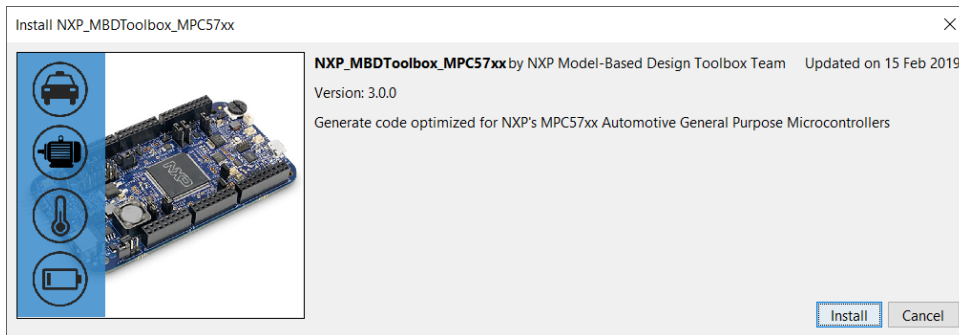 Install NXP_MBDToolbox_MPC57xx
NXP_MBDToolbox_MPC57xx by NXP Model-Based Design Toolbox Team Updated on 15 Feb 2019
Version: 3.0.0
Generate code optimized for NXP's MPC57xx Automotive General Purpose Microcontrollers
NXP
Install Cancel